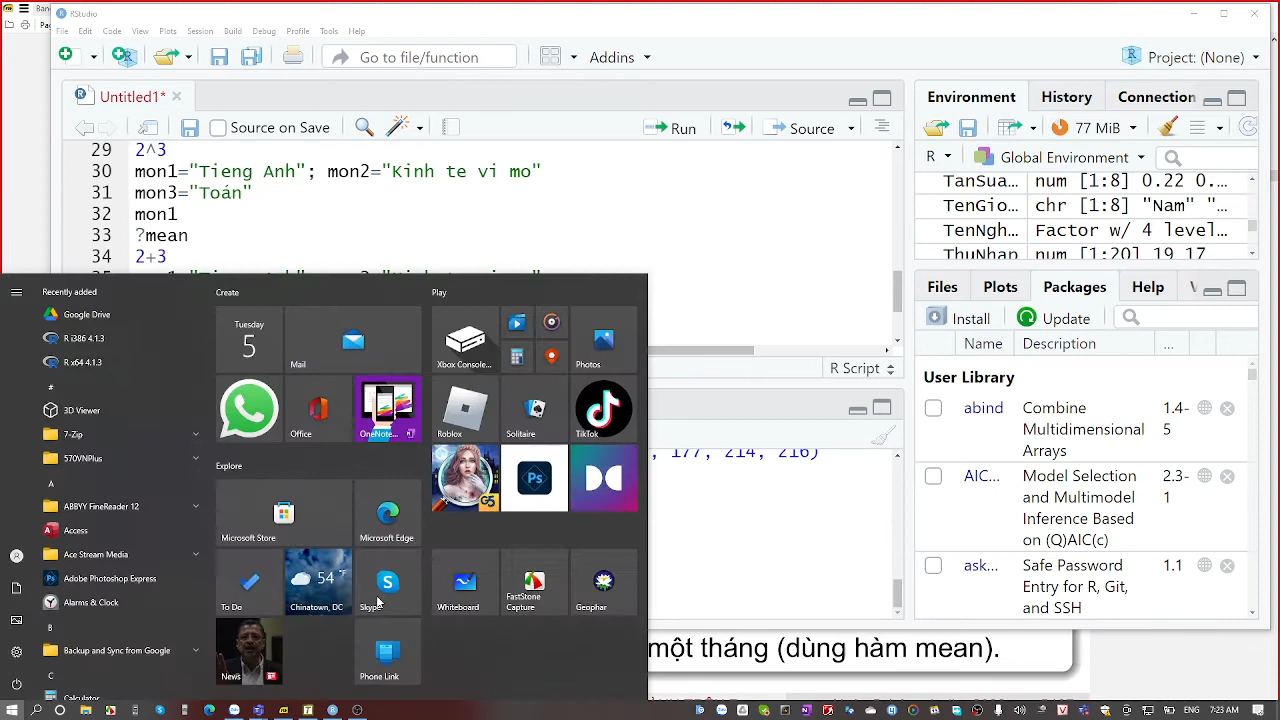 Ban
RStudio
Pa
File Edit Code View Plots Session Build Debug Profile Tools Help
Go to file/function
Addins
Project: (None)
Untitled1*
Environment History Connection
Source on Save
Run
Source
77 MiB
R
Global Environment
29 2^3
30 mon1="Tieng Anh"; mon2="Kinh te vi mo"
31 mon3="Toán"
32 mon1
33 ?mean
34 2+3
TanSua... num [1:8] 0.22 0...
TenGio... chr [1:8] "Nam" "...
TenNgh... Factor w/ 4 level...
ThuNhap num [1:20] 19 17
Files Plots Packages Help
Install Update
Name Description ...
R Script
User Library
abind Combine Multidimensional Arrays 1.4-5
AIC... Model Selection and Multimodel Inference Based on (Q)AIC(c) 2.3-1
ask... Safe Password Entry for R, Git, and SSH 1.1
, 177, 214, 216)
Recently added
Google Drive
R i386 4.1.3
R x64 4.1.3
#
3D Viewer
7-Zip
570VNPlus
A
ABBYY FineReader 12
Access
Ace Stream Media
Adobe Photoshop Express
Alarms & Clock
B
Backup and Sync from Google
C
Calculator
Create
Tuesday
5
Mail
Office
OneNote...
Explore
Microsoft Store
Microsoft Edge
To Do
54°F
Chinatown, DC
Skype
News
Phone Link
Play
Xbox Console...
Photos
Roblox
Solitaire
TikTok
G5
Ps
Whiteboard
FastStone Capture
Geophar
một tháng (dùng hàm mean).
ENG 7:23 AM